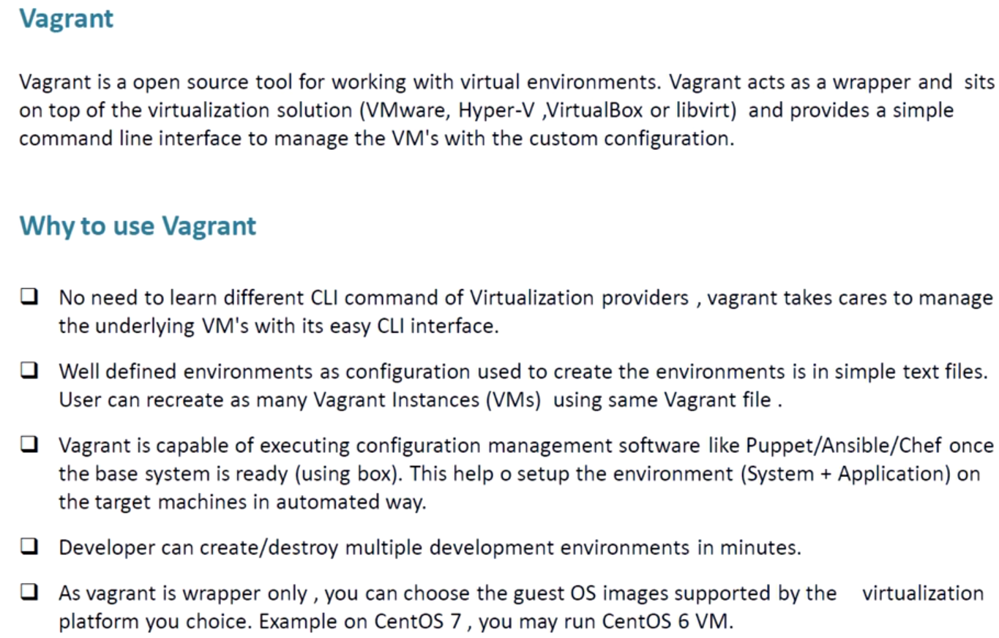 Vagrant
Vagrant is a open source tool for working with virtual environments. Vagrant acts as a wrapper and  sits
on top of the virtualization solution (VMware, Hyper-V ,VirtualBox or libvirt)  and provides a simple
command line interface to manage the VM's with the custom configuration.
Why to use Vagrant
❑ No need to learn different CLI command of Virtualization providers , vagrant takes cares to manage
the underlying VM's with its easy CLI interface.
❑ Well defined environments as configuration used to create the environments is in simple text files.
User can recreate as many Vagrant Instances (VMs)  using same Vagrant file .
❑ Vagrant is capable of executing configuration management software like Puppet/Ansible/Chef once
the base system is ready (using box). This help o setup the environment (System + Application) on
the target machines in automated way.
❑ Developer can create/destroy multiple development environments in minutes.
❑ As vagrant is wrapper only , you can choose the guest OS images supported by the   virtualization
platform you choice. Example on CentOS 7 , you may run CentOS 6 VM.